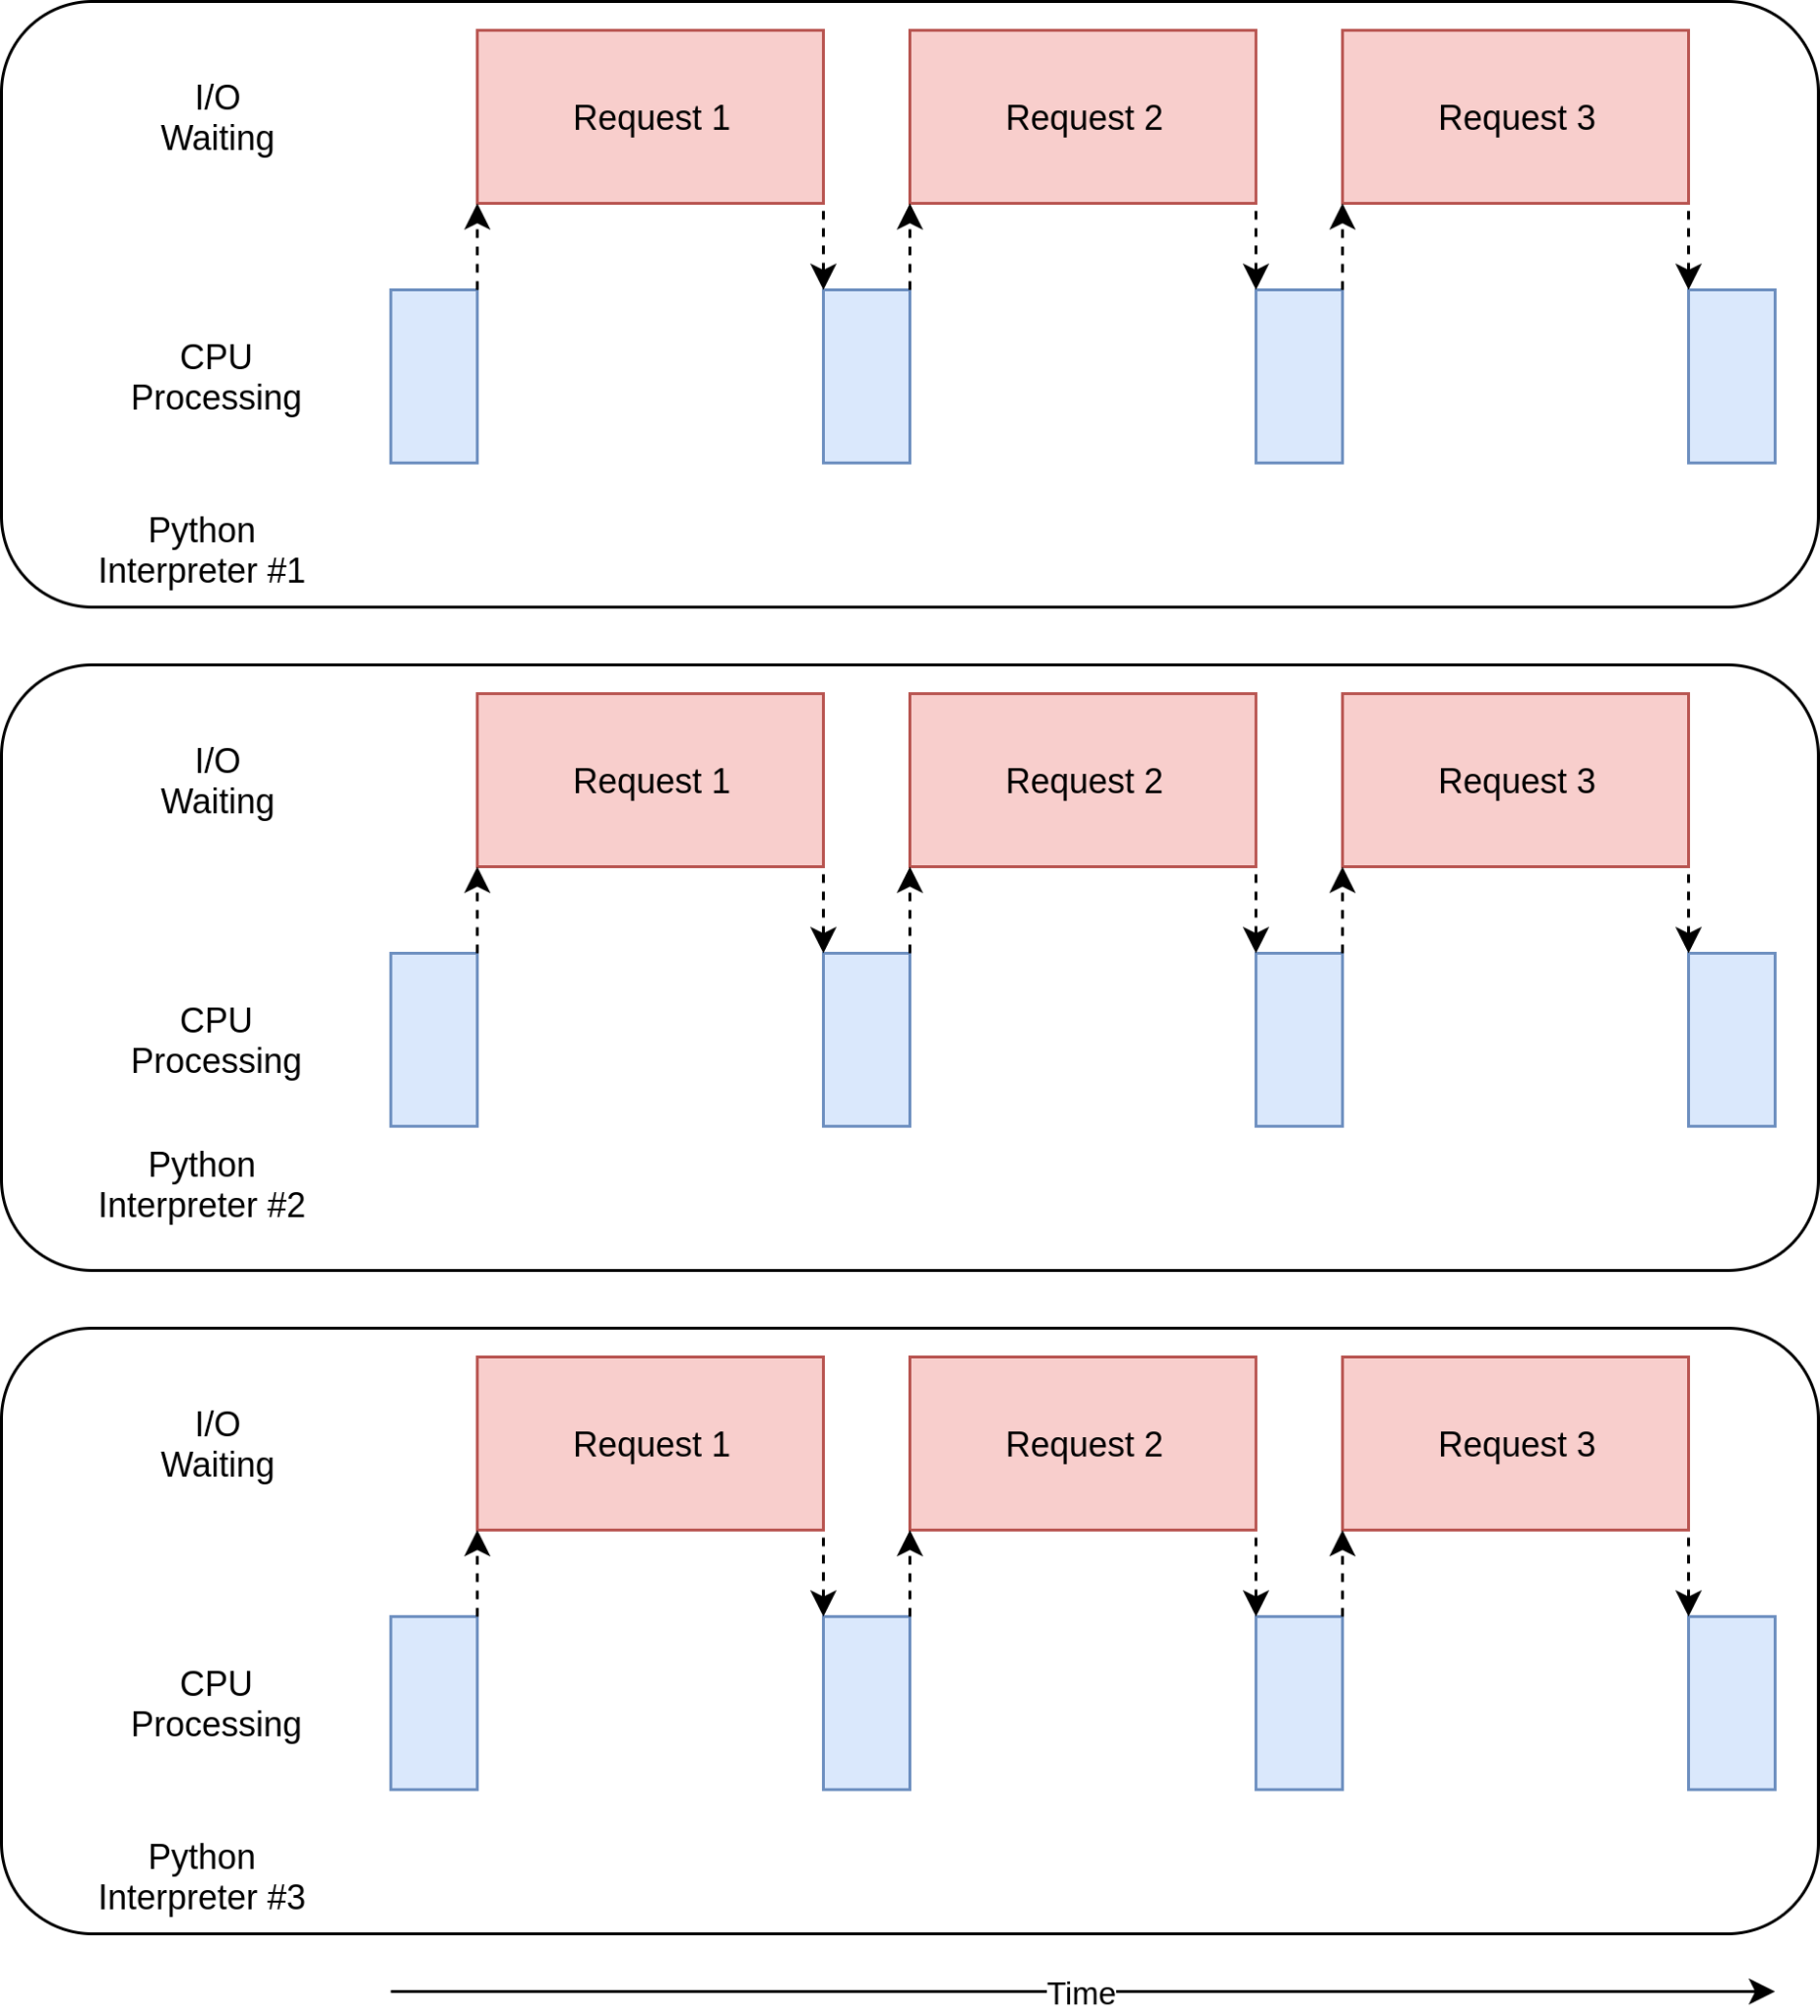 I/O
Waiting
Request 1
Request 2
Request 3
CPU
Processing
Python
Interpreter #1
I/O
Waiting
Request 1
Request 2
Request 3
CPU
Processing
Python
Interpreter #2
I/O
Waiting
Request 1
Request 2
Request 3
CPU
Processing
Python
Interpreter #3
Time